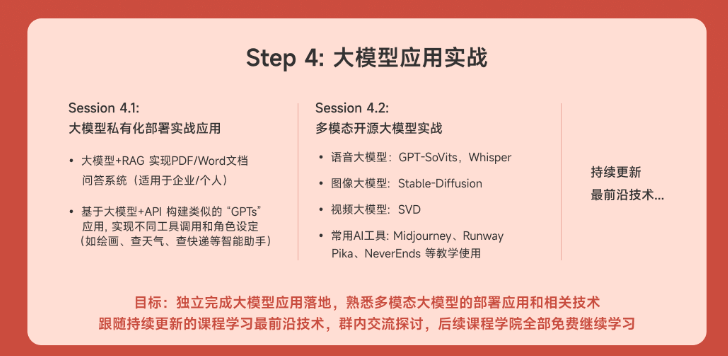 Step 4: 大模型应用实战
Session 4.1:
大模型私有化部署实战应用
• 大模型+RAG 实现PDF/Word文档
问答系统（适用于企业/个人）
• 基于大模型+API 构建类似的 “GPTs”
应用, 实现不同工具调用和角色设定
（如绘画、查天气、查快递等智能助手）
Session 4.2:
多模态开源大模型实战
• 语音大模型：GPT-SoVits，Whisper
• 图像大模型：Stable-Diffusion
• 视频大模型：SVD
• 常用AI工具: Midjourney、Runway
Pika、NeverEnds 等教学使用
持续更新
最前沿技术...
目标：独立完成大模型应用落地，熟悉多模态大模型的部署应用和相关技术
跟随持续更新的课程学习最前沿技术，群内交流探讨，后续课程学院全部免费继续学习